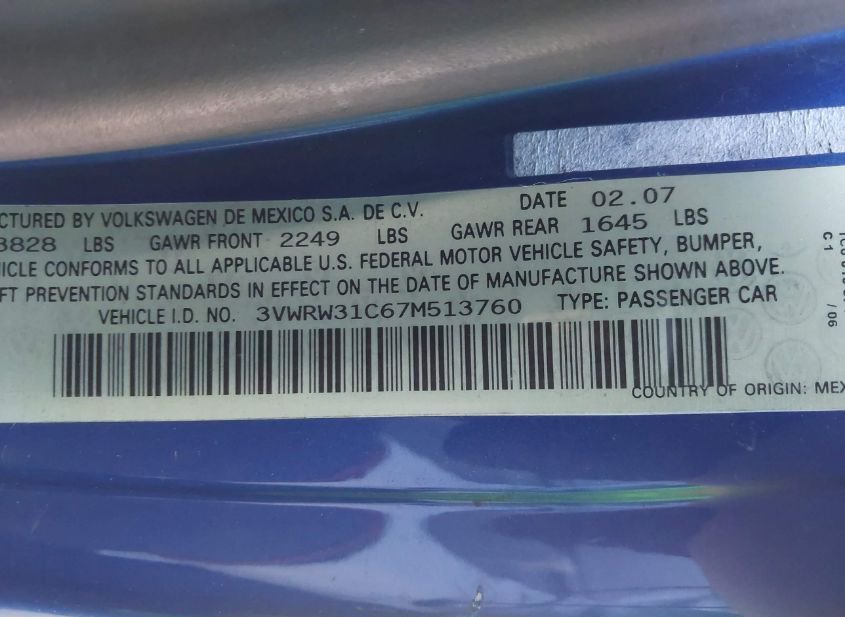 CTURED BY VOLKSWAGEN DE MEXICO S.A. DE C.V. DATE 02.07
3828 LBS GAWR FRONT 2249 LBS GAWR REAR 1645 LBS
ICLE CONFORMS TO ALL APPLICABLE U.S. FEDERAL MOTOR VEHICLE SAFETY, BUMPER,
FT PREVENTION STANDARDS IN EFFECT ON THE DATE OF MANUFACTURE SHOWN ABOVE.
VEHICLE I.D. NO. 3VWRW31C67M513760 TYPE: PASSENGER CAR
COUNTRY OF ORIGIN: MEX
C1 /06